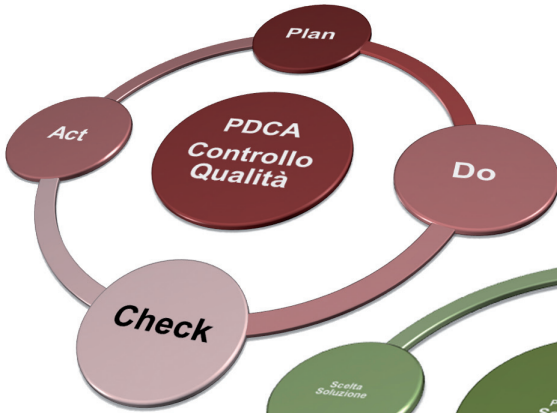 Plan
PDCA
Controllo
Qualità
Act
Do
Check
Scelta
Soluzione